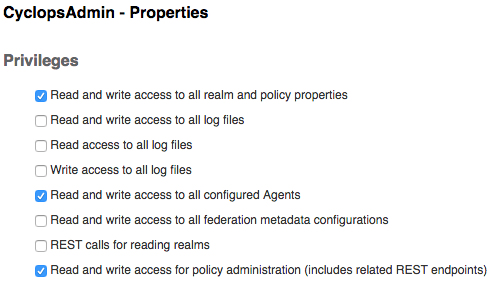 CyclopsAdmin - Properties
Privileges
Read and write access to all realm and policy properties
Read and write access to all log files
Read access to all log files
Write access to all log files
Read and write access to all configured Agents
Read and write access to all federation metadata configurations
REST calls for reading realms
Read and write access for policy administration (includes related REST endpoints)